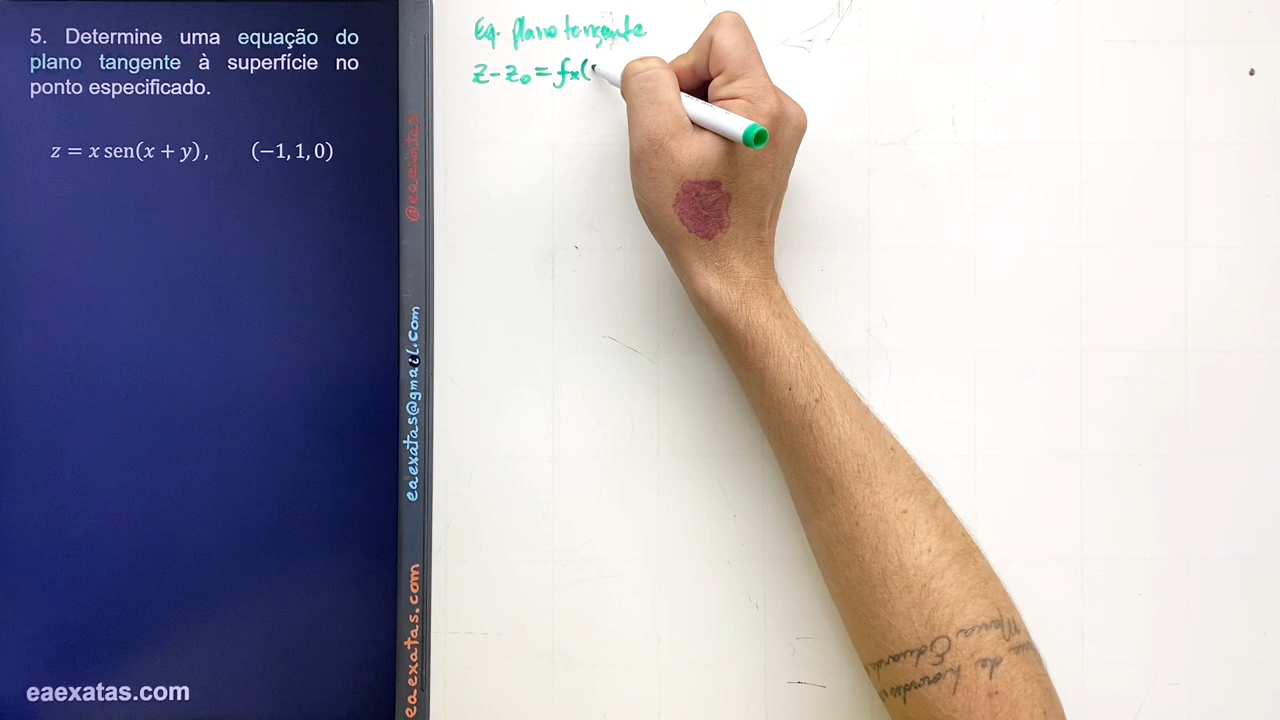 5. Determine uma equação do
plano tangente à superfície no
ponto especificado.
z = x sen(x + y),    (−1, 1, 0)
eaexatas.com
@eaexatas
eaexatas@gmail.com
eaexatas.com
Eq. plano tangente
z - z₀ = fx(
de